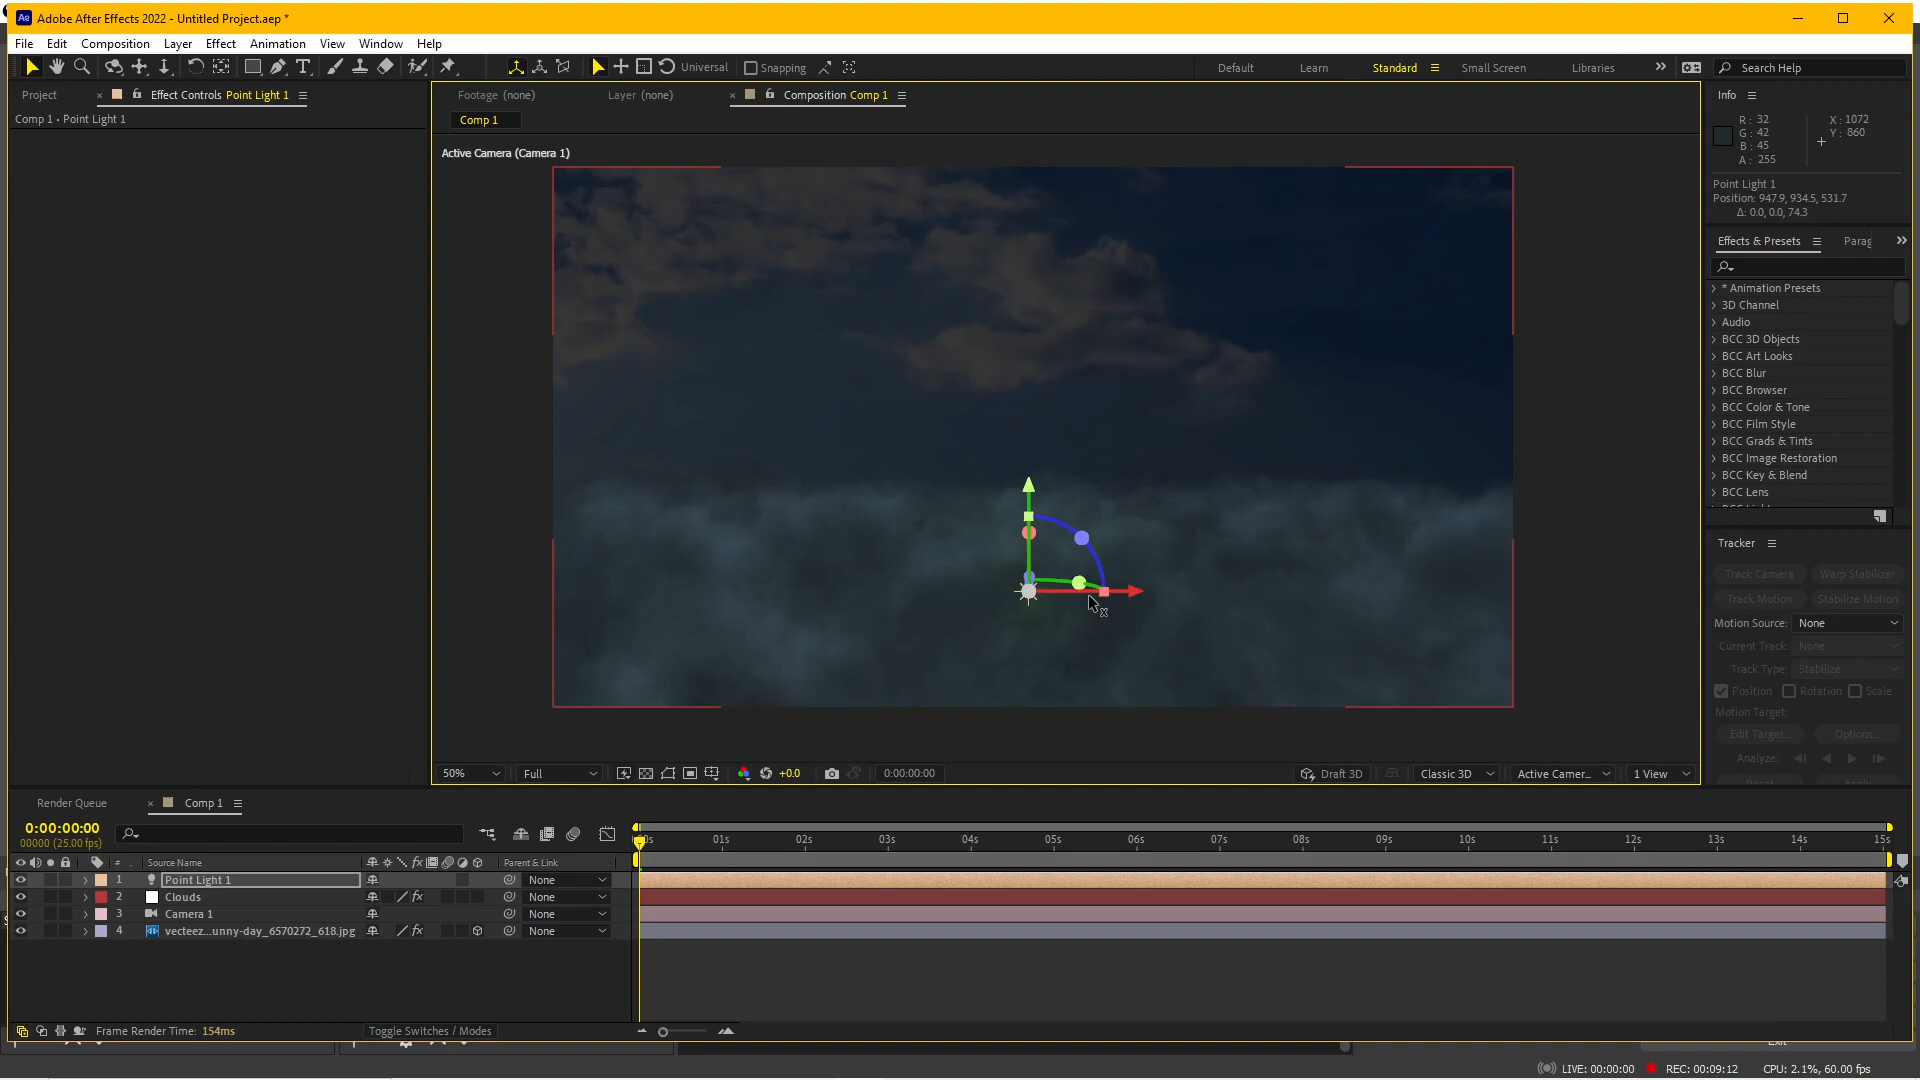 Adobe After Effects 2022 - Untitled Project.aep *
File Edit Composition Layer Effect Animation View Window Help
Universal Snapping Default Learn Standard Small Screen Libraries Search Help
Project Effect Controls Point Light 1
Comp 1 • Point Light 1
Footage (none) Layer (none) Composition Comp 1
Comp 1
Active Camera (Camera 1)
Info
R: 32 X: 1072
G: 42 Y: 860
B: 45
A: 255
Point Light 1
Position: 947.9, 934.5, 531.7
Δ: 0.0, 0.0, 74.3
Effects & Presets Parag
* Animation Presets
3D Channel
Audio
BCC 3D Objects
BCC Art Looks
BCC Blur
BCC Browser
BCC Color & Tone
BCC Film Style
BCC Grads & Tints
BCC Image Restoration
BCC Key & Blend
BCC Lens
Tracker
Track Camera Warp Stabilizer
Track Motion Stabilize Motion
Motion Source: None
Current Track: None
Track Type: Stabilize
Position Rotation Scale
Motion Target:
Edit Target... Options...
Analyze:
50% Full +0.0 0:00:00:00 Draft 3D Classic 3D Active Camer... 1 View
Render Queue Comp 1
0:00:00:00
00000 (25.00 fps)
01s 02s 03s 04s 05s 06s 07s 08s 09s 10s 11s 12s 13s 14s 15s
# Source Name Parent & Link
1 Point Light 1 None
2 Clouds None
3 Camera 1 None
4 vecteez...unny-day_6570272_618.jpg None
Frame Render Time: 154ms Toggle Switches / Modes
LIVE: 00:00:00 REC: 00:09:12 CPU: 2.1%, 60.00 fps